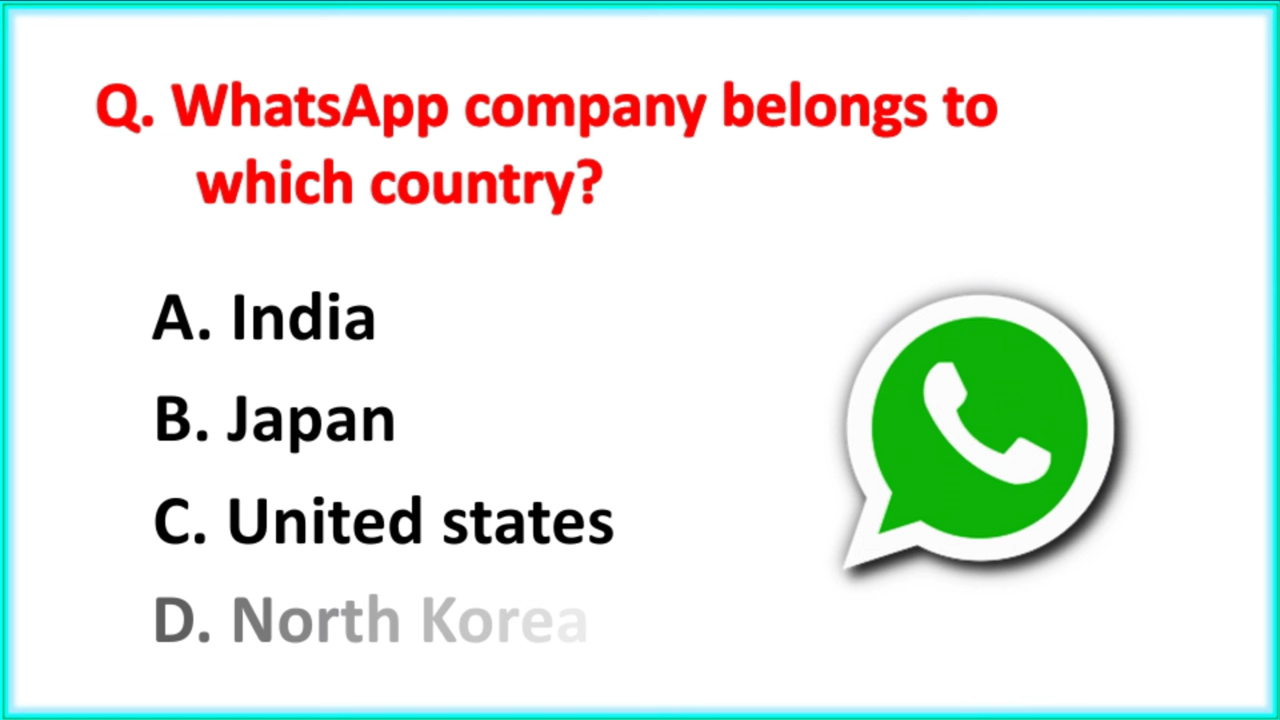 Q. WhatsApp company belongs to
which country?
A. India
B. Japan
C. United states
D. North Korea